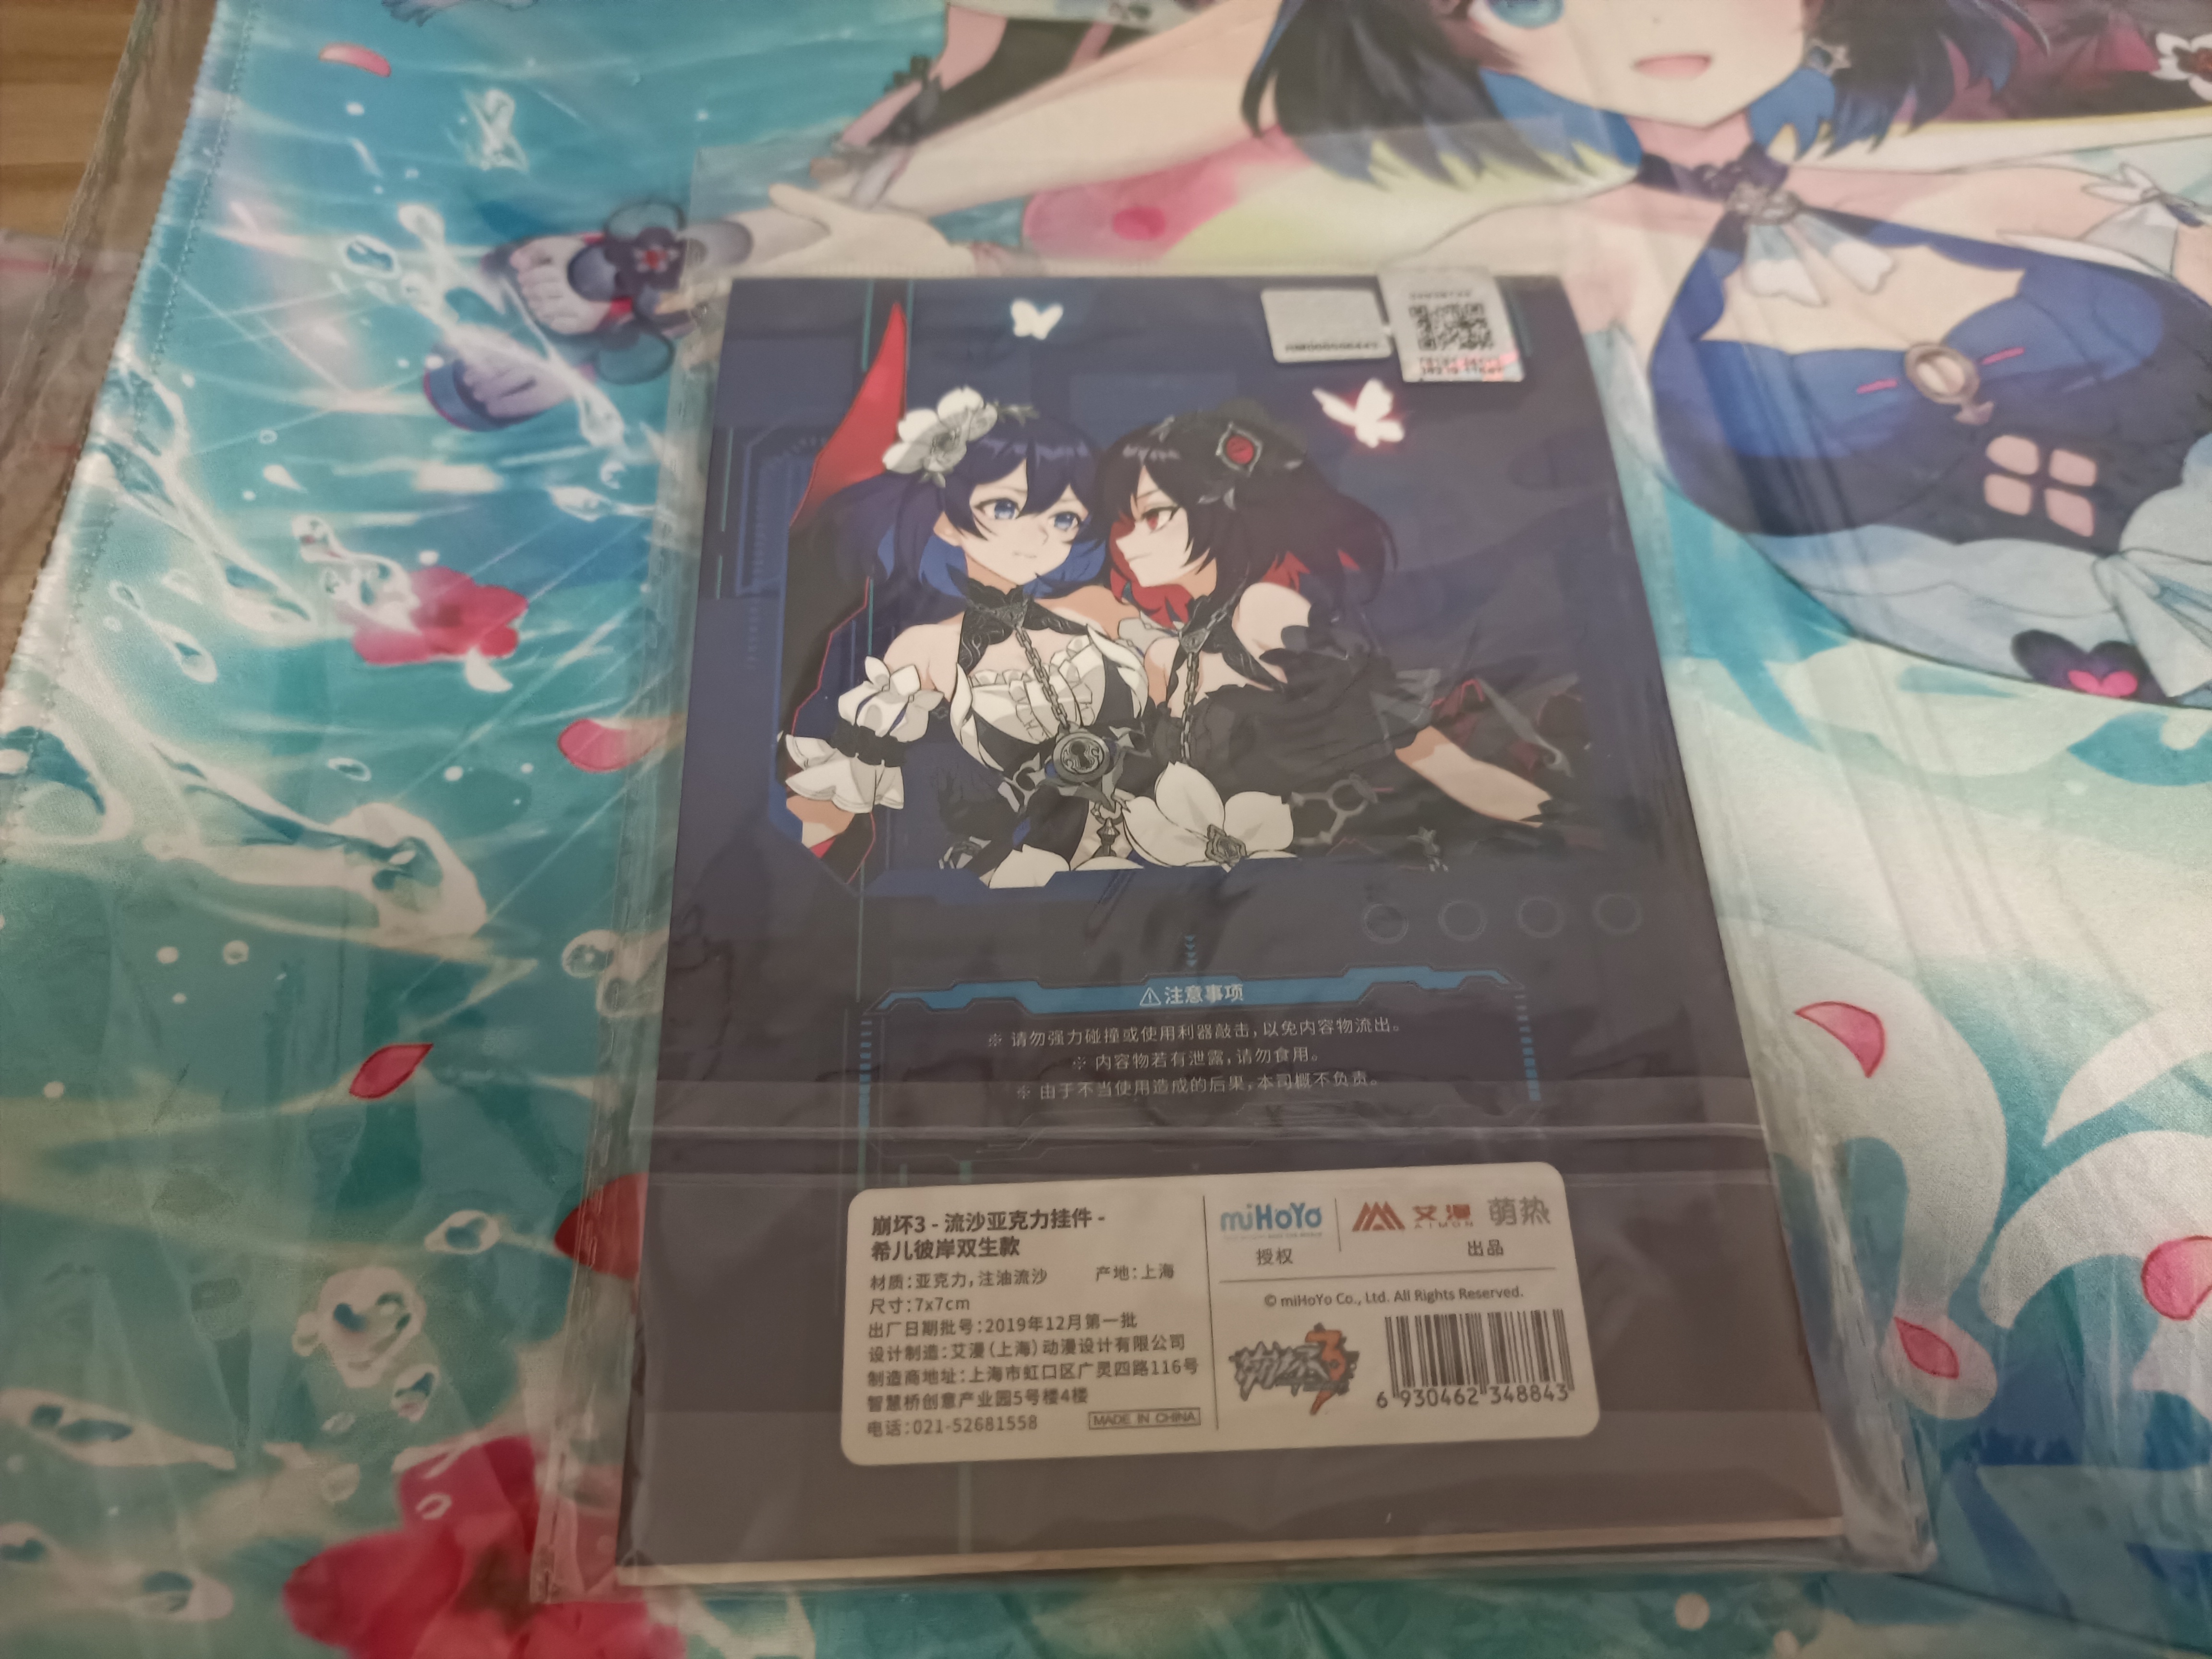 注意事项
※ 请勿强力碰撞或使用利器敲击,以免内容物流出。
※ 内容物若有泄露,请勿食用。
※ 由于不当使用造成的后果,本司概不负责。
崩坏3 - 流沙亚克力挂件 -
希儿彼岸双生款
材质:亚克力,注油流沙 产地:上海
尺寸:7x7cm
出厂日期批号:2019年12月第一批
设计制造:艾漫(上海)动漫设计有限公司
制造商地址:上海市虹口区广灵四路116号
智慧桥创意产业园5号楼4楼
电话:021-52681558 MADE IN CHINA
miHoYo
授权
艾漫 萌热
AIMON
出品
© miHoYo Co., Ltd. All Rights Reserved.
崩坏3
6 930462 348843